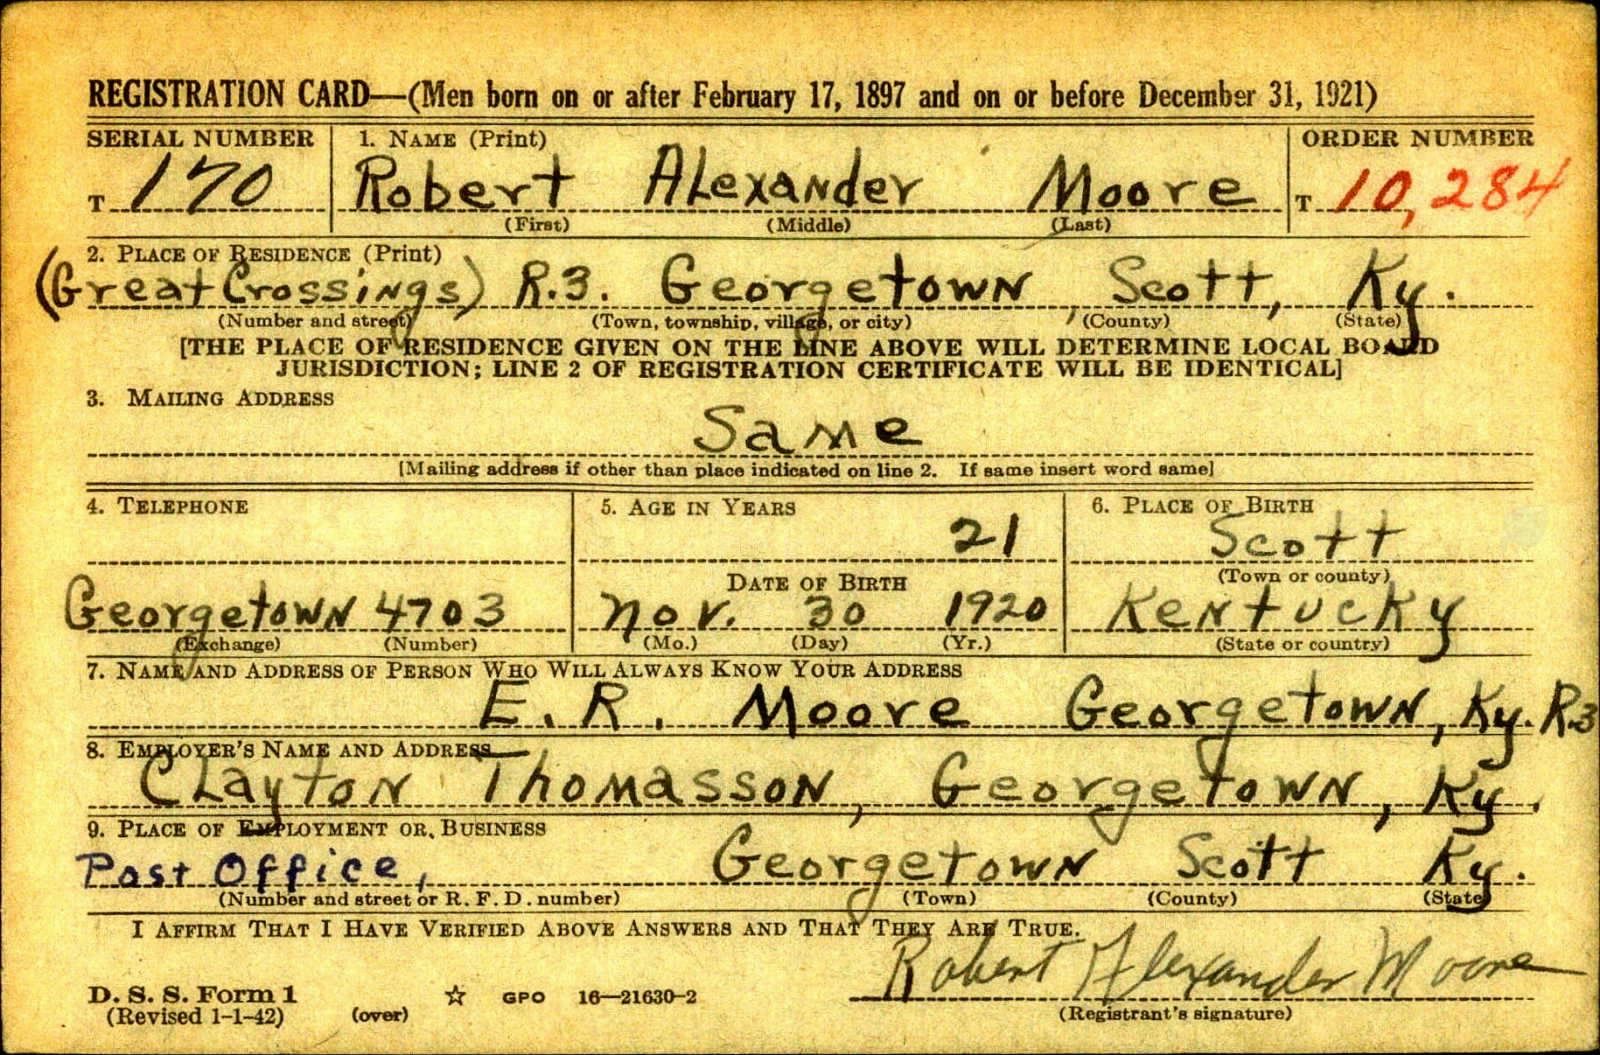 REGISTRATION CARD—(Men born on or after February 17, 1897 and on or before December 31, 1921)
SERIAL NUMBER 1. NAME (Print) ORDER NUMBER
T 170 Robert Alexander Moore T 10,284
(First) (Middle) (Last)
2. PLACE OF RESIDENCE (Print)
(Great Crossings) R.3. Georgetown, Scott, Ky.
(Number and street) (Town, township, village, or city) (County) (State)
[THE PLACE OF RESIDENCE GIVEN ON THE LINE ABOVE WILL DETERMINE LOCAL BOARD
JURISDICTION; LINE 2 OF REGISTRATION CERTIFICATE WILL BE IDENTICAL]
3. MAILING ADDRESS
Same
[Mailing address if other than place indicated on line 2. If same insert word same]
4. TELEPHONE 5. AGE IN YEARS 6. PLACE OF BIRTH
21 Scott
DATE OF BIRTH (Town or county)
Georgetown 4703 Nov. 30 1920 Kentucky
(Exchange) (Number) (Mo.) (Day) (Yr.) (State or country)
7. NAME AND ADDRESS OF PERSON WHO WILL ALWAYS KNOW YOUR ADDRESS
E. R. Moore Georgetown, Ky. R.3
8. EMPLOYER'S NAME AND ADDRESS
Clayton Thomasson, Georgetown, Ky.
9. PLACE OF EMPLOYMENT OR BUSINESS
Post Office, Georgetown Scott Ky.
(Number and street or R. F. D. number) (Town) (County) (State)
I AFFIRM THAT I HAVE VERIFIED ABOVE ANSWERS AND THAT THEY ARE TRUE.
Robert Alexander Moore
D. S. S. Form 1 ☆ GPO 16—21630-2
(Revised 1-1-42) (over) (Registrant's signature)